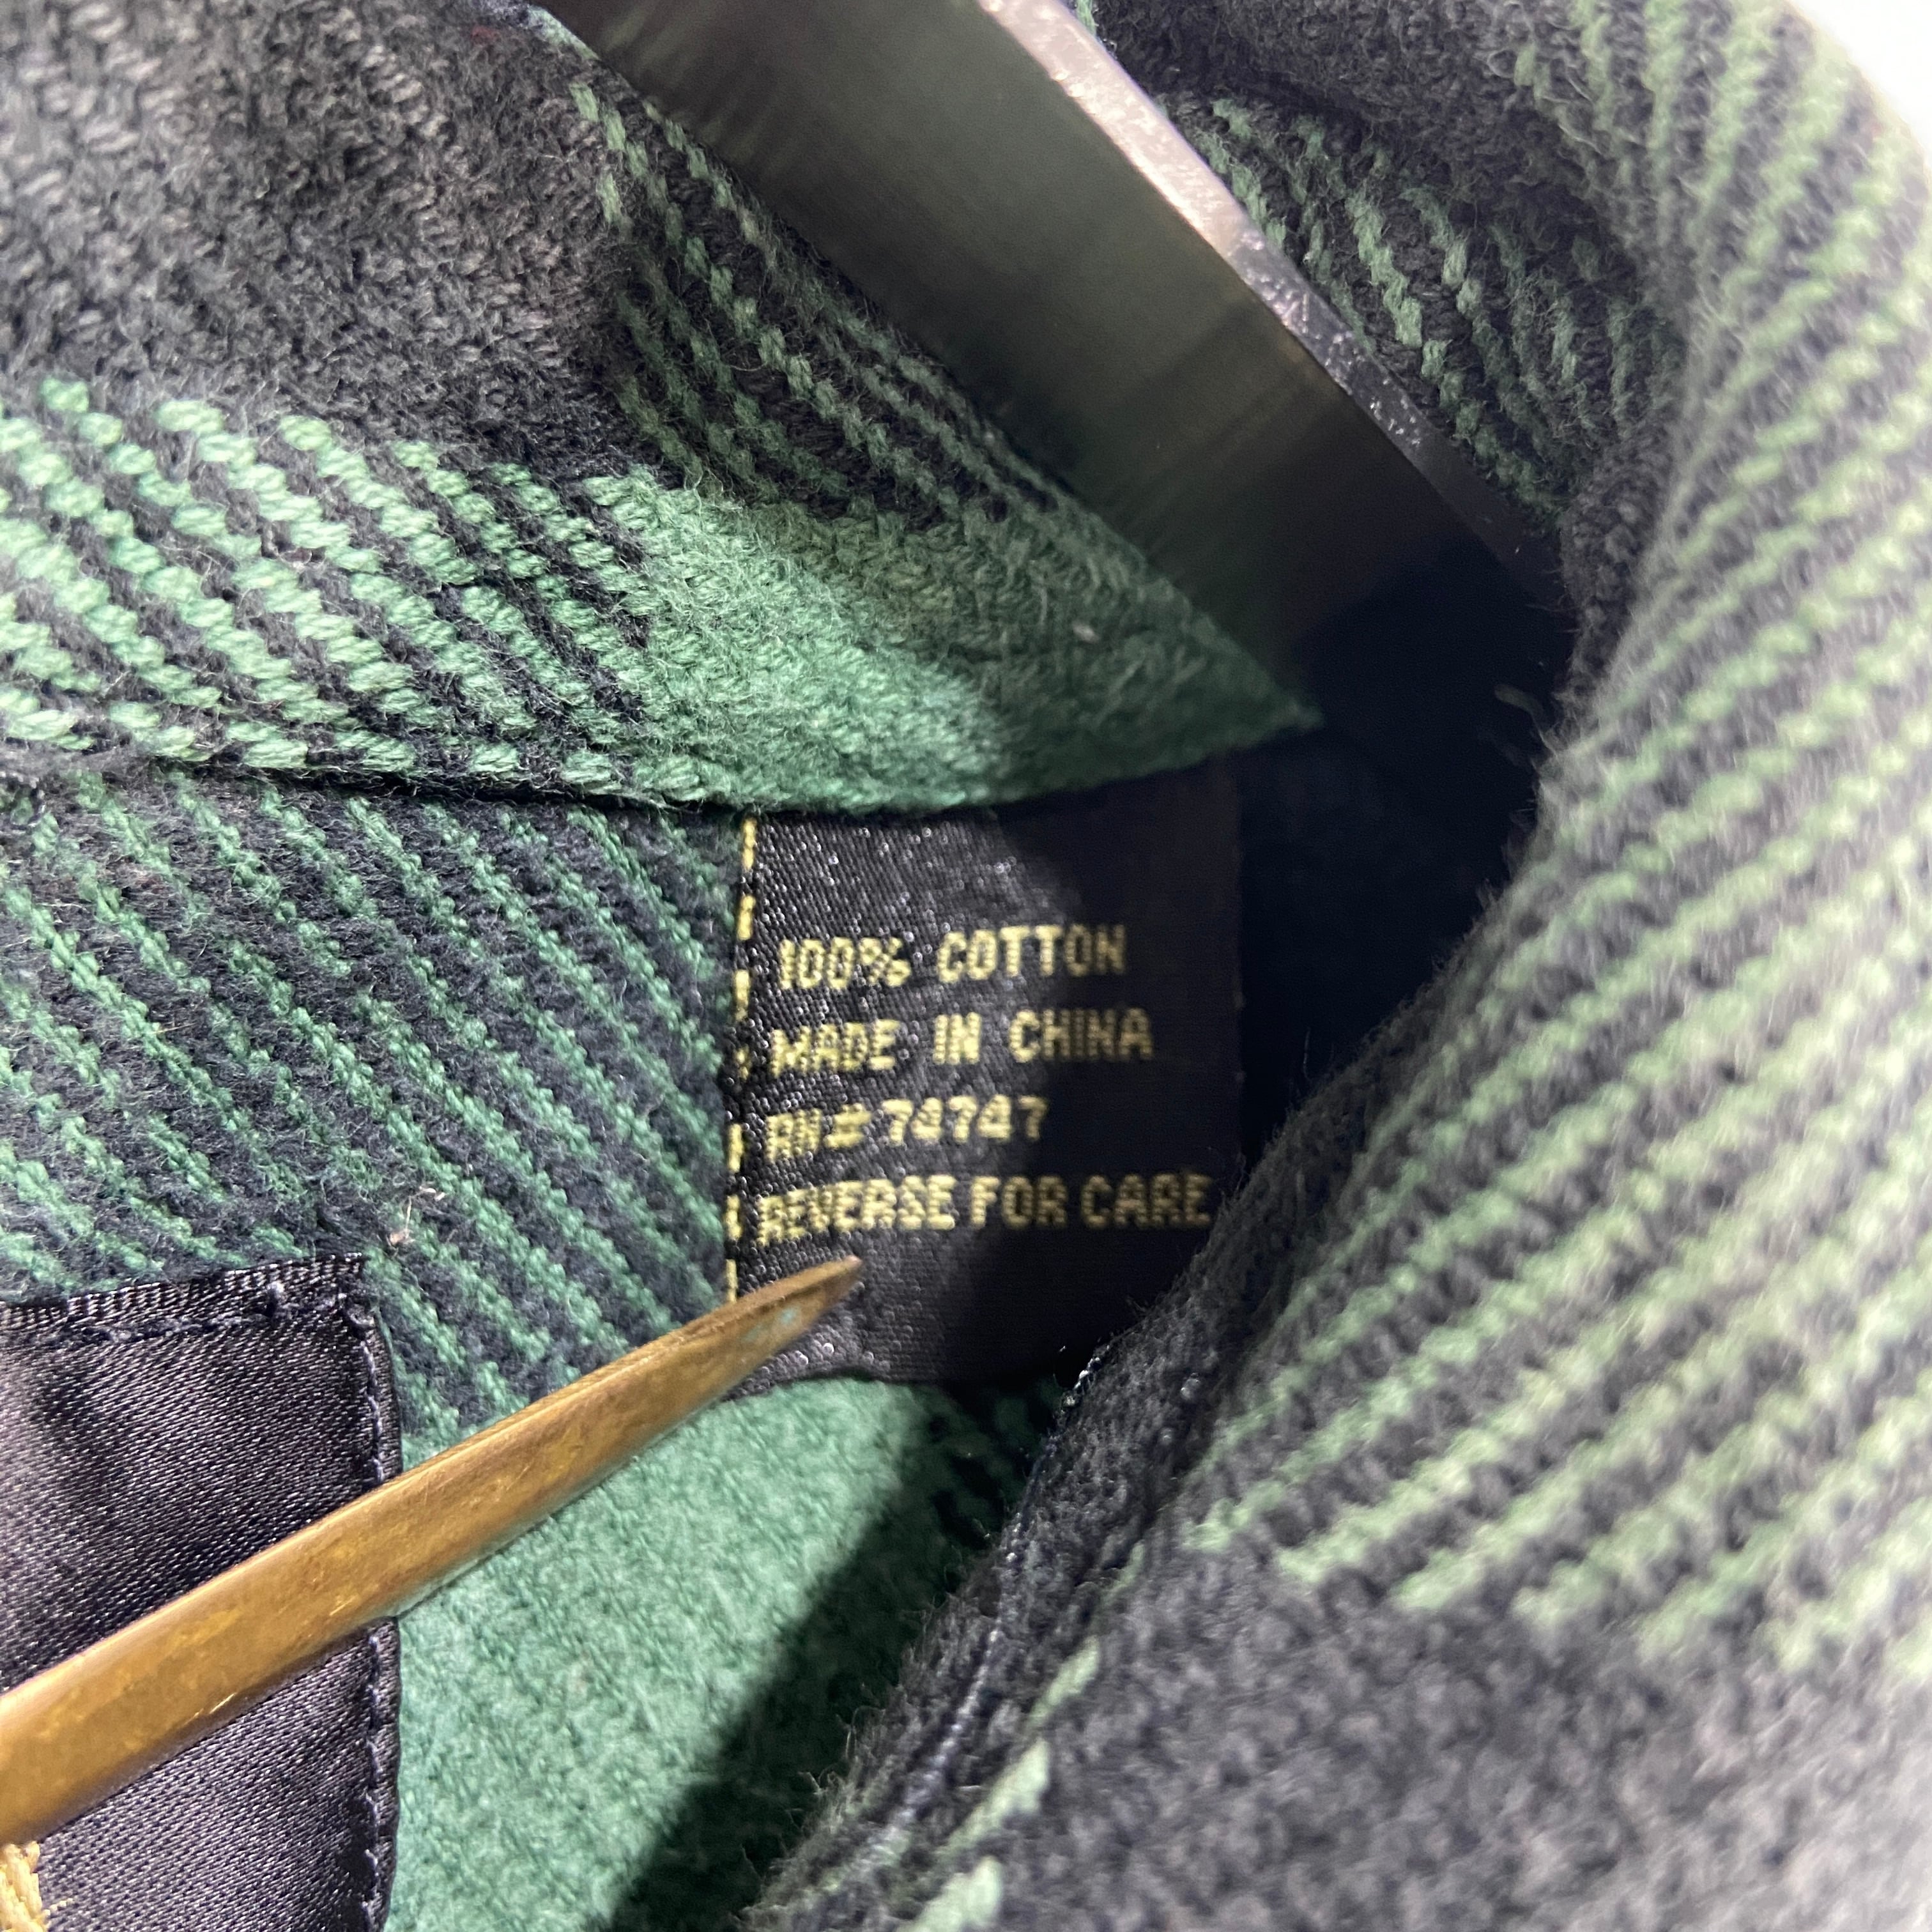 100% COTTON
MADE IN CHINA
RN# 74747
REVERSE FOR CARE